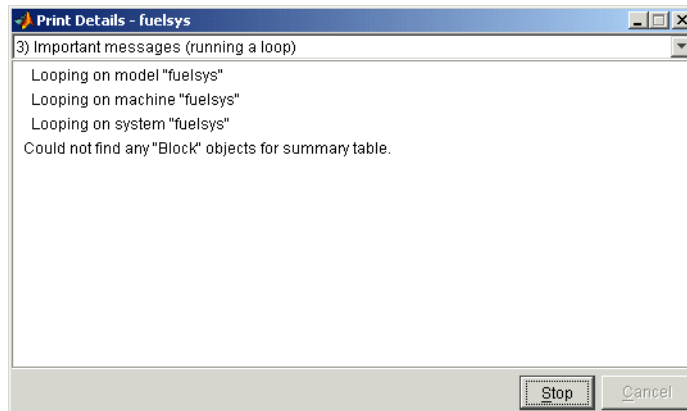 Print Details - fuelsys
3) Important messages (running a loop)
Looping on model "fuelsys"
Looping on machine "fuelsys"
Looping on system "fuelsys"
Could not find any "Block" objects for summary table.
Stop
Cancel